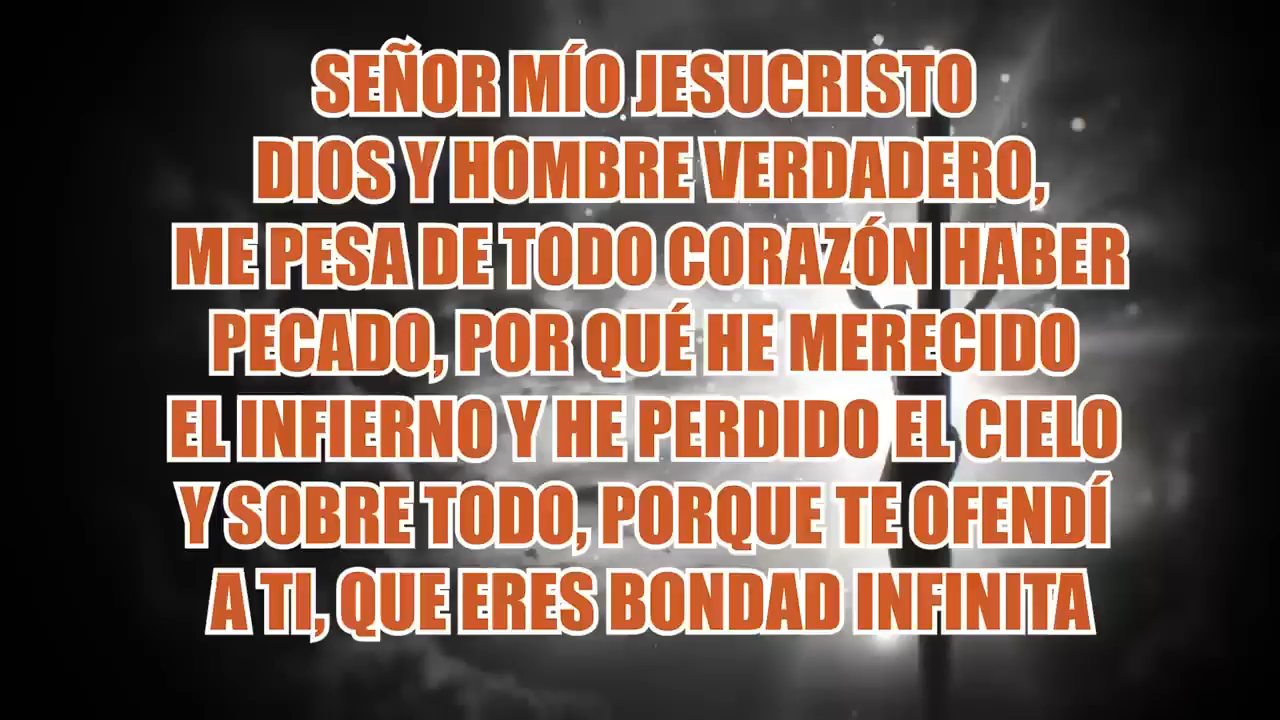 SEÑOR MÍO JESUCRISTO
DIOS Y HOMBRE VERDADERO,
ME PESA DE TODO CORAZÓN HABER
PECADO, POR QUÉ HE MERECIDO
EL INFIERNO Y HE PERDIDO EL CIELO
Y SOBRE TODO, PORQUE TE OFENDÍ
A TI, QUE ERES BONDAD INFINITA